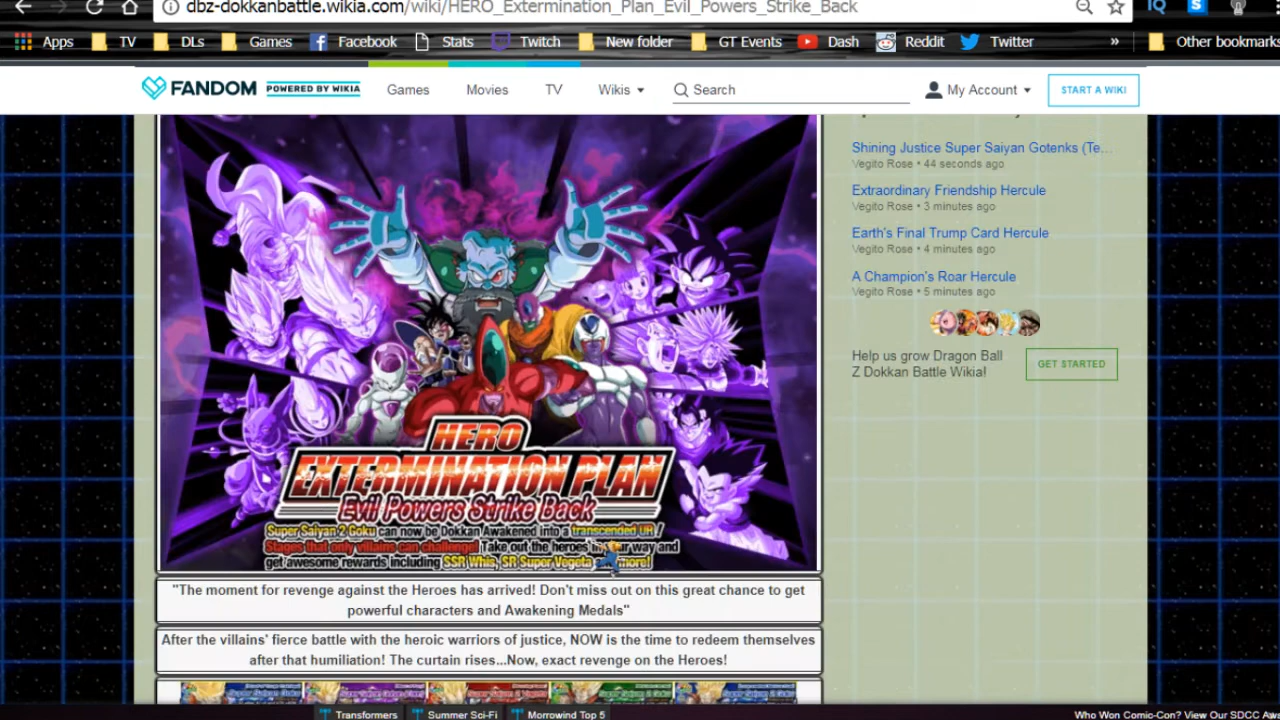 dbz-dokkanbattle.wikia.com/wiki/HERO_Extermination_Plan_Evil_Powers_Strike_Back
IQ S
Apps TV DLs Games Facebook Stats Twitch New folder GT Events Dash Reddit Twitter » Other bookmarks
FANDOM POWERED BY WIKIA Games Movies TV Wikis Search My Account START A WIKI
Shining Justice Super Saiyan Gotenks (Te...
Vegito Rose • 44 seconds ago
Extraordinary Friendship Hercule
Vegito Rose • 3 minutes ago
Earth's Final Trump Card Hercule
Vegito Rose • 4 minutes ago
A Champion's Roar Hercule
Vegito Rose • 5 minutes ago
Help us grow Dragon Ball
Z Dokkan Battle Wikia!
GET STARTED
HERO
EXTERMINATION PLAN
Evil Powers Strike Back
Super Saiyan 2 Goku can now be Dokkan Awakened into a transcended UR!
Stages that only villains can challenge! Take out the heroes in your way and
get awesome rewards including SSR Whis, SR Super Vegeta and more!
"The moment for revenge against the Heroes has arrived! Don't miss out on this great chance to get
powerful characters and Awakening Medals"
After the villains' fierce battle with the heroic warriors of justice, NOW is the time to redeem themselves
after that humiliation! The curtain rises...Now, exact revenge on the Heroes!
Transformers Summer Sci-Fi Morrowind Top 5 Who Won Comic-Con? View Our SDCC Awa